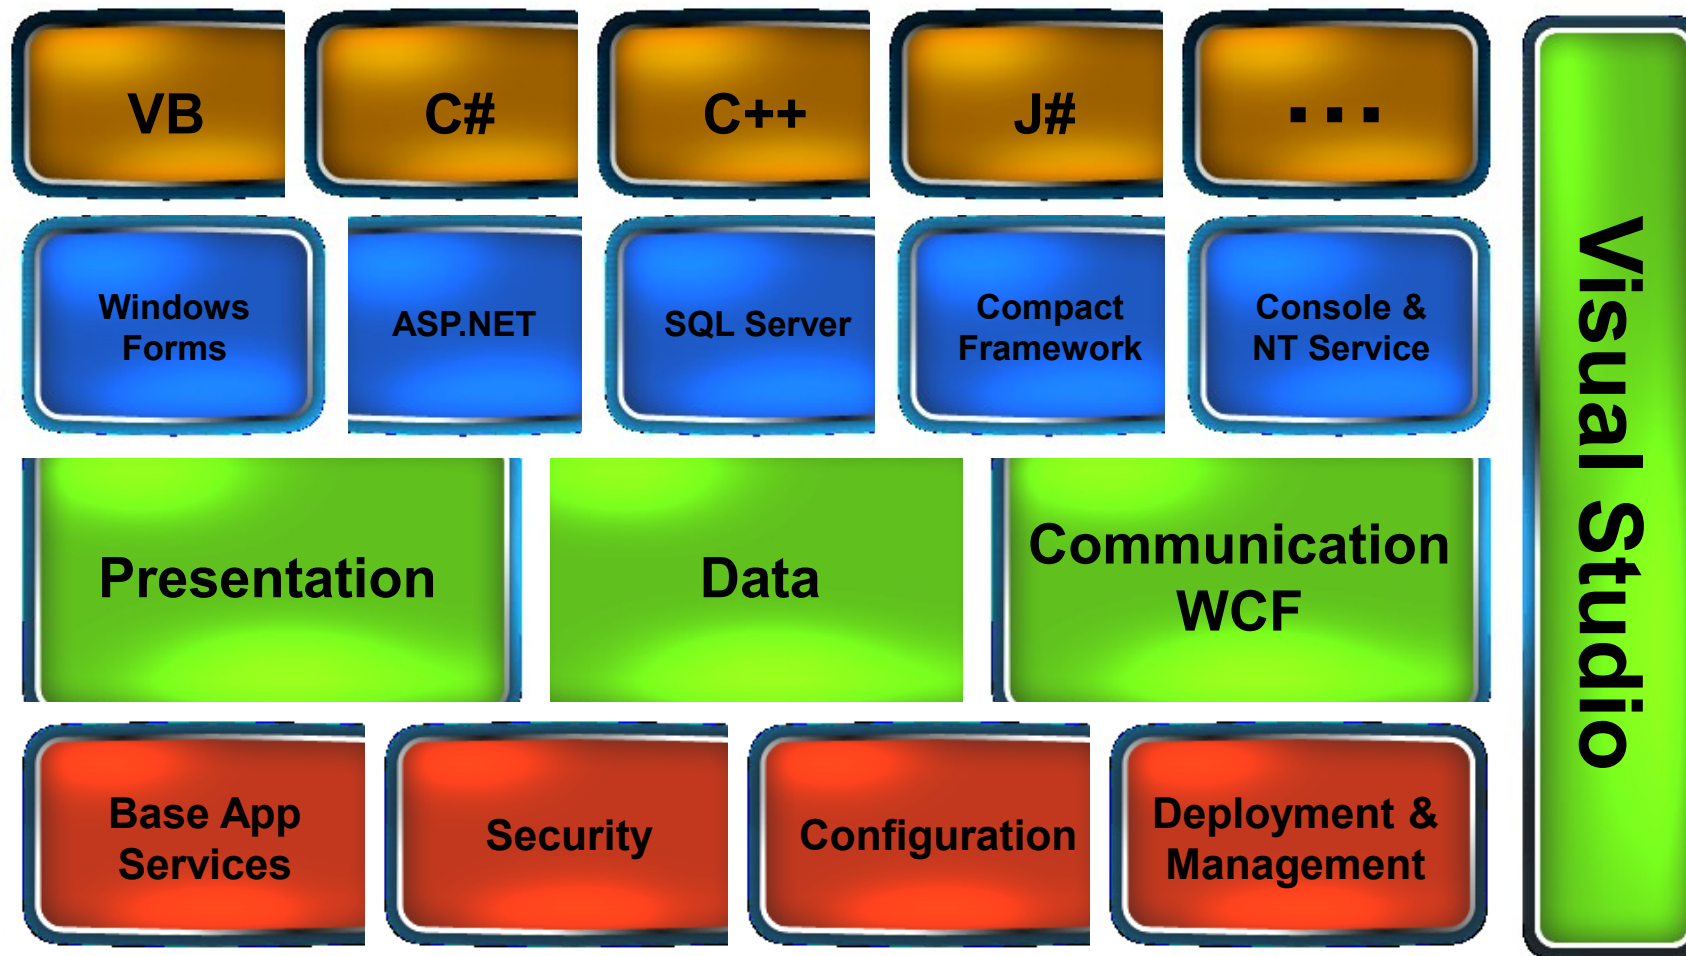 VB
C#
C++
J#
...
Windows
Forms
ASP.NET
SQL Server
Compact
Framework
Console &
NT Service
Presentation
Data
Communication
WCF
Base App
Services
Security
Configuration
Deployment &
Management
Visual Studio